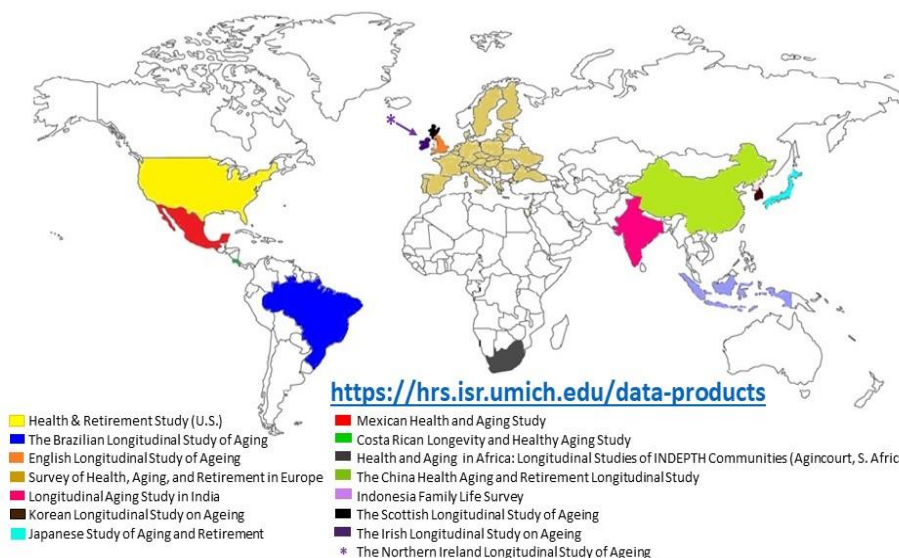 *
https://hrs.isr.umich.edu/data-products
Health & Retirement Study (U.S.)
The Brazilian Longitudinal Study of Aging
English Longitudinal Study of Ageing
Survey of Health, Aging, and Retirement in Europe
Longitudinal Aging Study in India
Korean Longitudinal Study on Ageing
Japanese Study of Aging and Retirement
Mexican Health and Aging Study
Costa Rican Longevity and Healthy Aging Study
Health and Aging in Africa: Longitudinal Studies of INDEPTH Communities (Agincourt, S. Afric
The China Health Aging and Retirement Longitudinal Study
Indonesia Family Life Survey
The Scottish Longitudinal Study of Ageing
The Irish Longitudinal Study on Ageing
* The Northern Ireland Longitudinal Study of Ageing